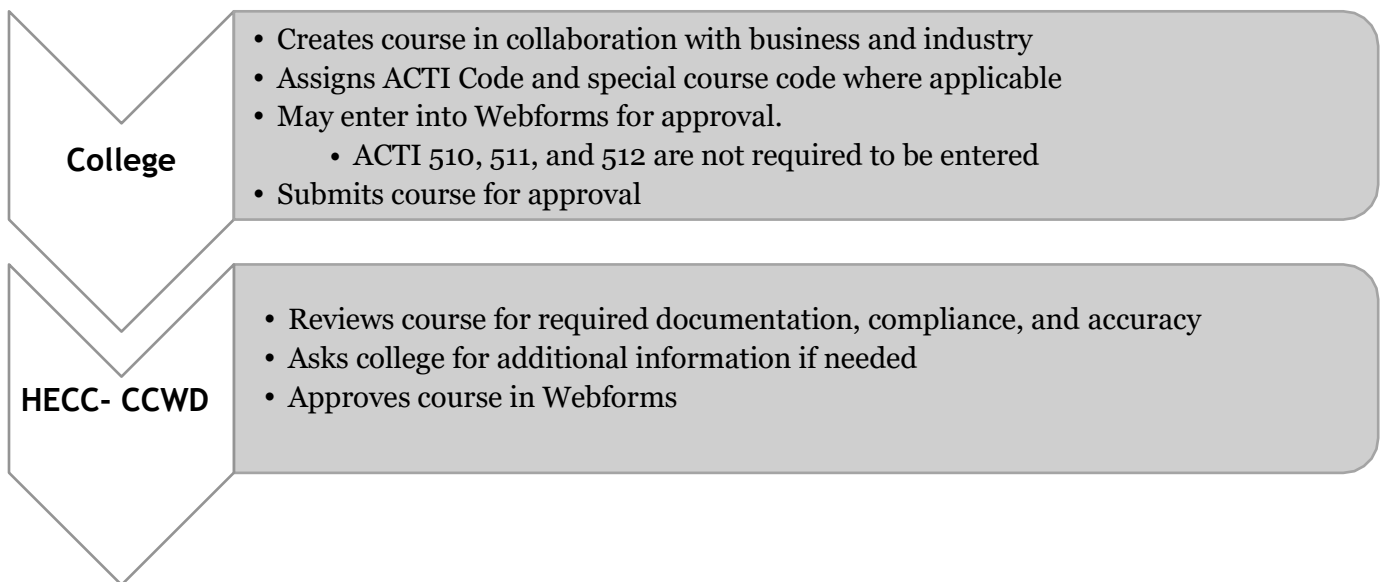 College
• Creates course in collaboration with business and industry
• Assigns ACTI Code and special course code where applicable
• May enter into Webforms for approval.
• ACTI 510, 511, and 512 are not required to be entered
• Submits course for approval
HECC- CCWD
• Reviews course for required documentation, compliance, and accuracy
• Asks college for additional information if needed
• Approves course in Webforms